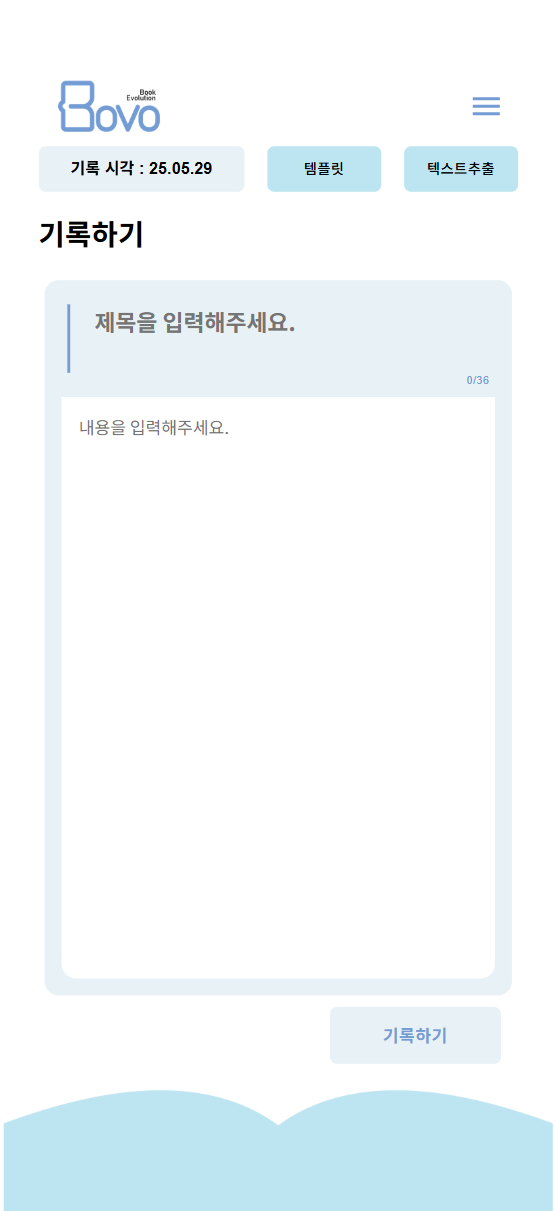 Book
Evolution
Bovo
기록 시각 : 25.05.29
템플릿
텍스트추출
기록하기
제목을 입력해주세요.
0/36
내용을 입력해주세요.
기록하기